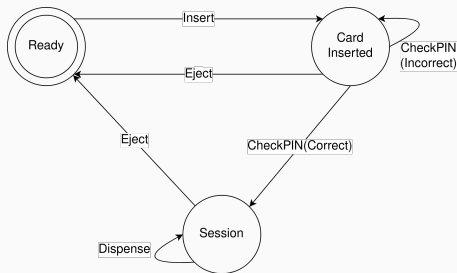 Insert
Ready
Card
Inserted
CheckPIN
(Incorrect)
Eject
Eject
CheckPIN(Correct)
Session
Dispense